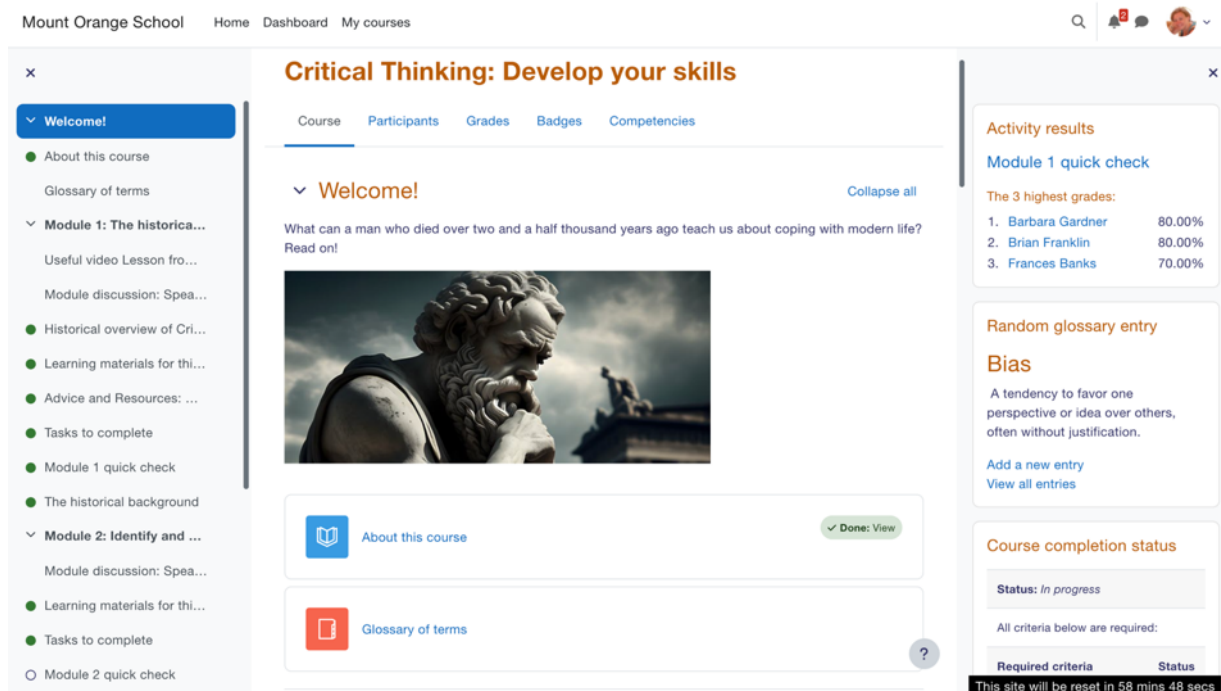 Mount Orange School
Home
Dashboard
My courses
2
Welcome!
About this course
Glossary of terms
Module 1: The historica...
Useful video Lesson fro...
Module discussion: Spea...
Historical overview of Cri...
Learning materials for thi...
Advice and Resources: ...
Tasks to complete
Module 1 quick check
The historical background
Module 2: Identify and ...
Module discussion: Spea...
Learning materials for thi...
Tasks to complete
Module 2 quick check
Critical Thinking: Develop your skills
Course
Participants
Grades
Badges
Competencies
Welcome!
Collapse all
What can a man who died over two and a half thousand years ago teach us about coping with modern life?
Read on!
About this course
Done: View
Glossary of terms
?
Activity results
Module 1 quick check
The 3 highest grades:
1. Barbara Gardner 80.00%
2. Brian Franklin 80.00%
3. Frances Banks 70.00%
Random glossary entry
Bias
A tendency to favor one
perspective or idea over others,
often without justification.
Add a new entry
View all entries
Course completion status
Status: In progress
All criteria below are required:
Required criteria Status
This site will be reset in 58 mins 48 secs